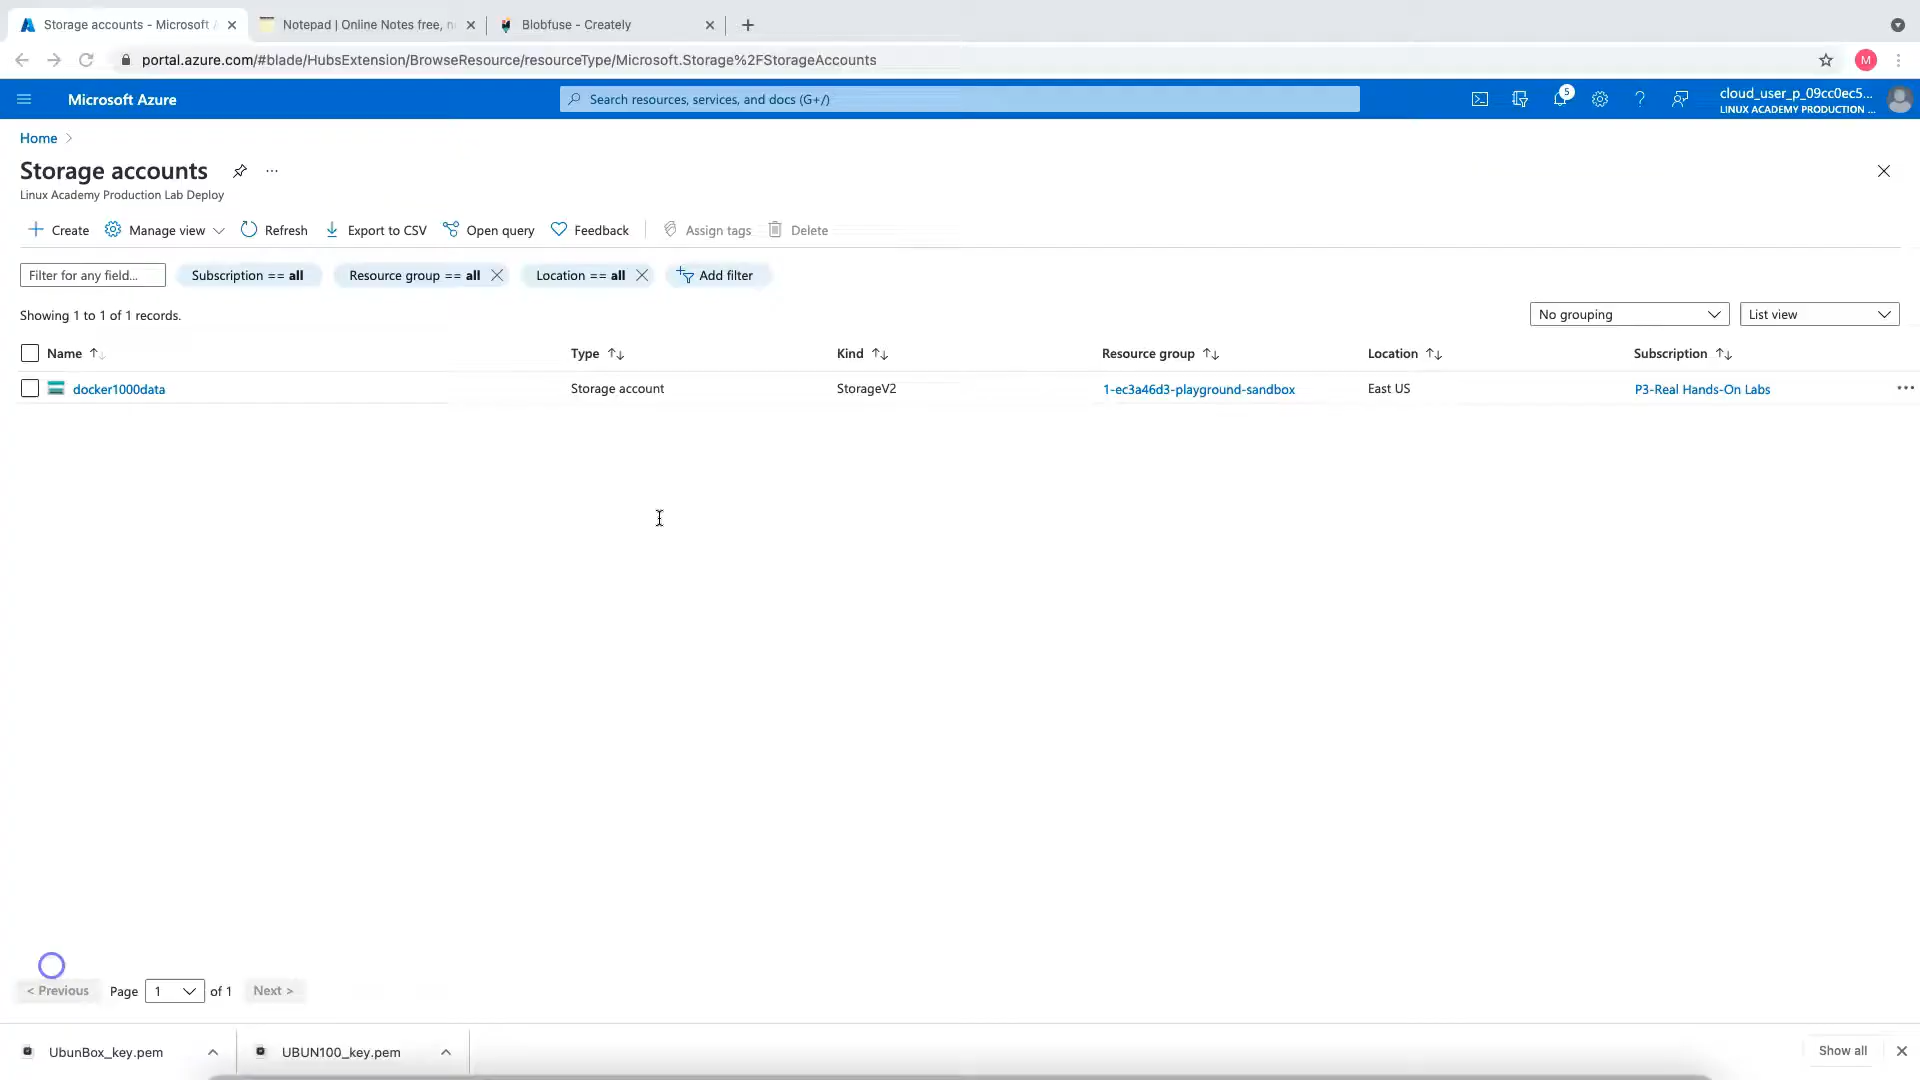 Storage accounts - Microsoft A
Notepad | Online Notes free, n
Blobfuse - Creately
portal.azure.com/#blade/HubsExtension/BrowseResource/resourceType/Microsoft.Storage%2FStorageAccounts
M
Microsoft Azure
Search resources, services, and docs (G+/)
5
cloud_user_p_09cc0ec5...
LINUX ACADEMY PRODUCTION ...
Home
Storage accounts
Linux Academy Production Lab Deploy
Create
Manage view
Refresh
Export to CSV
Open query
Feedback
Assign tags
Delete
Filter for any field...
Subscription == all
Resource group == all
Location == all
Add filter
Showing 1 to 1 of 1 records.
No grouping
List view
Name
Type
Kind
Resource group
Location
Subscription
docker1000data
Storage account
StorageV2
1-ec3a46d3-playground-sandbox
East US
P3-Real Hands-On Labs
< Previous
Page
1
of 1
Next >
UbunBox_key.pem
UBUN100_key.pem
Show all